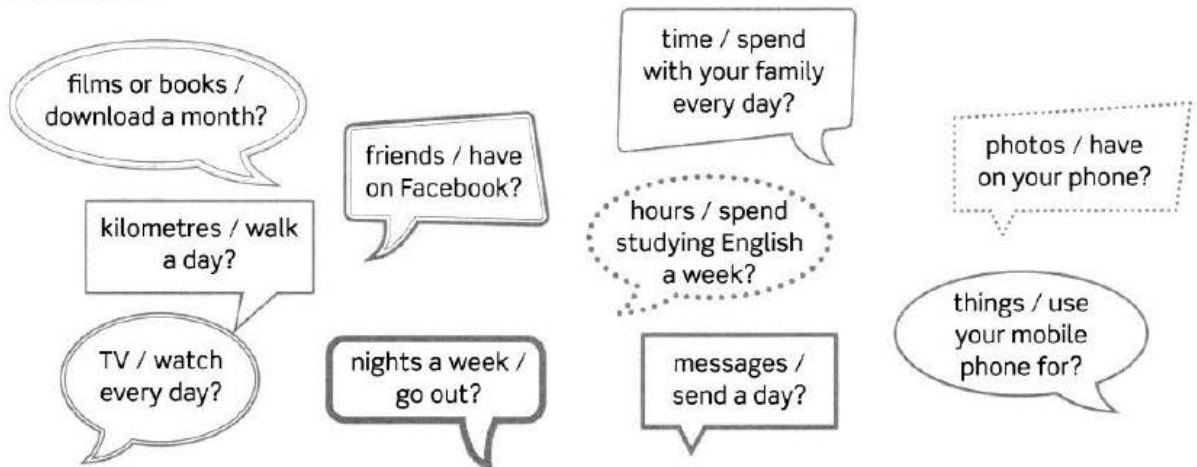 films or books /
download a month?
friends / have
on Facebook?
time / spend
with your family
every day?
photos / have
on your phone?
kilometres / walk
a day?
hours / spend
studying English
a week?
things / use
your mobile
phone for?
TV / watch
every day?
nights a week /
go out?
messages /
send a day?